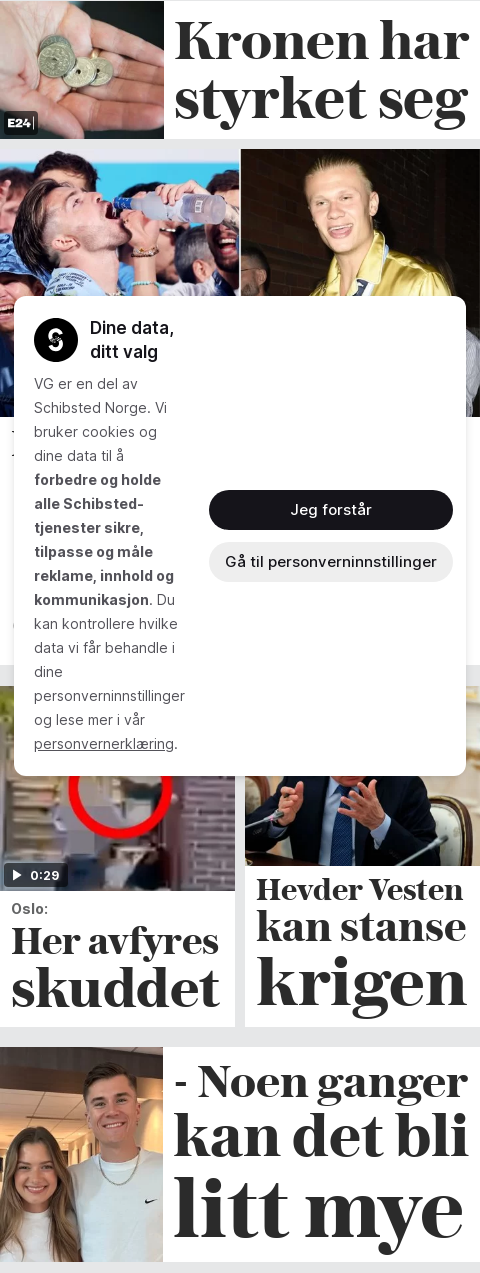 Kronen har
styrket seg
E24
Dine data,
ditt valg
VG er en del av
Schibsted Norge. Vi
bruker cookies og
dine data til å
forbedre og holde
alle Schibsted-
tjenester sikre,
tilpasse og måle
reklame, innhold og
kommunikasjon. Du
kan kontrollere hvilke
data vi får behandle i
dine
personverninnstillinger
og lese mer i vår
personvernerklæring.
Jeg forstår
Gå til personverninnstillinger
0:29
Oslo:
Her avfyres
skuddet
Hevder Vesten
kan stanse
krigen
- Noen ganger
kan det bli
litt mye